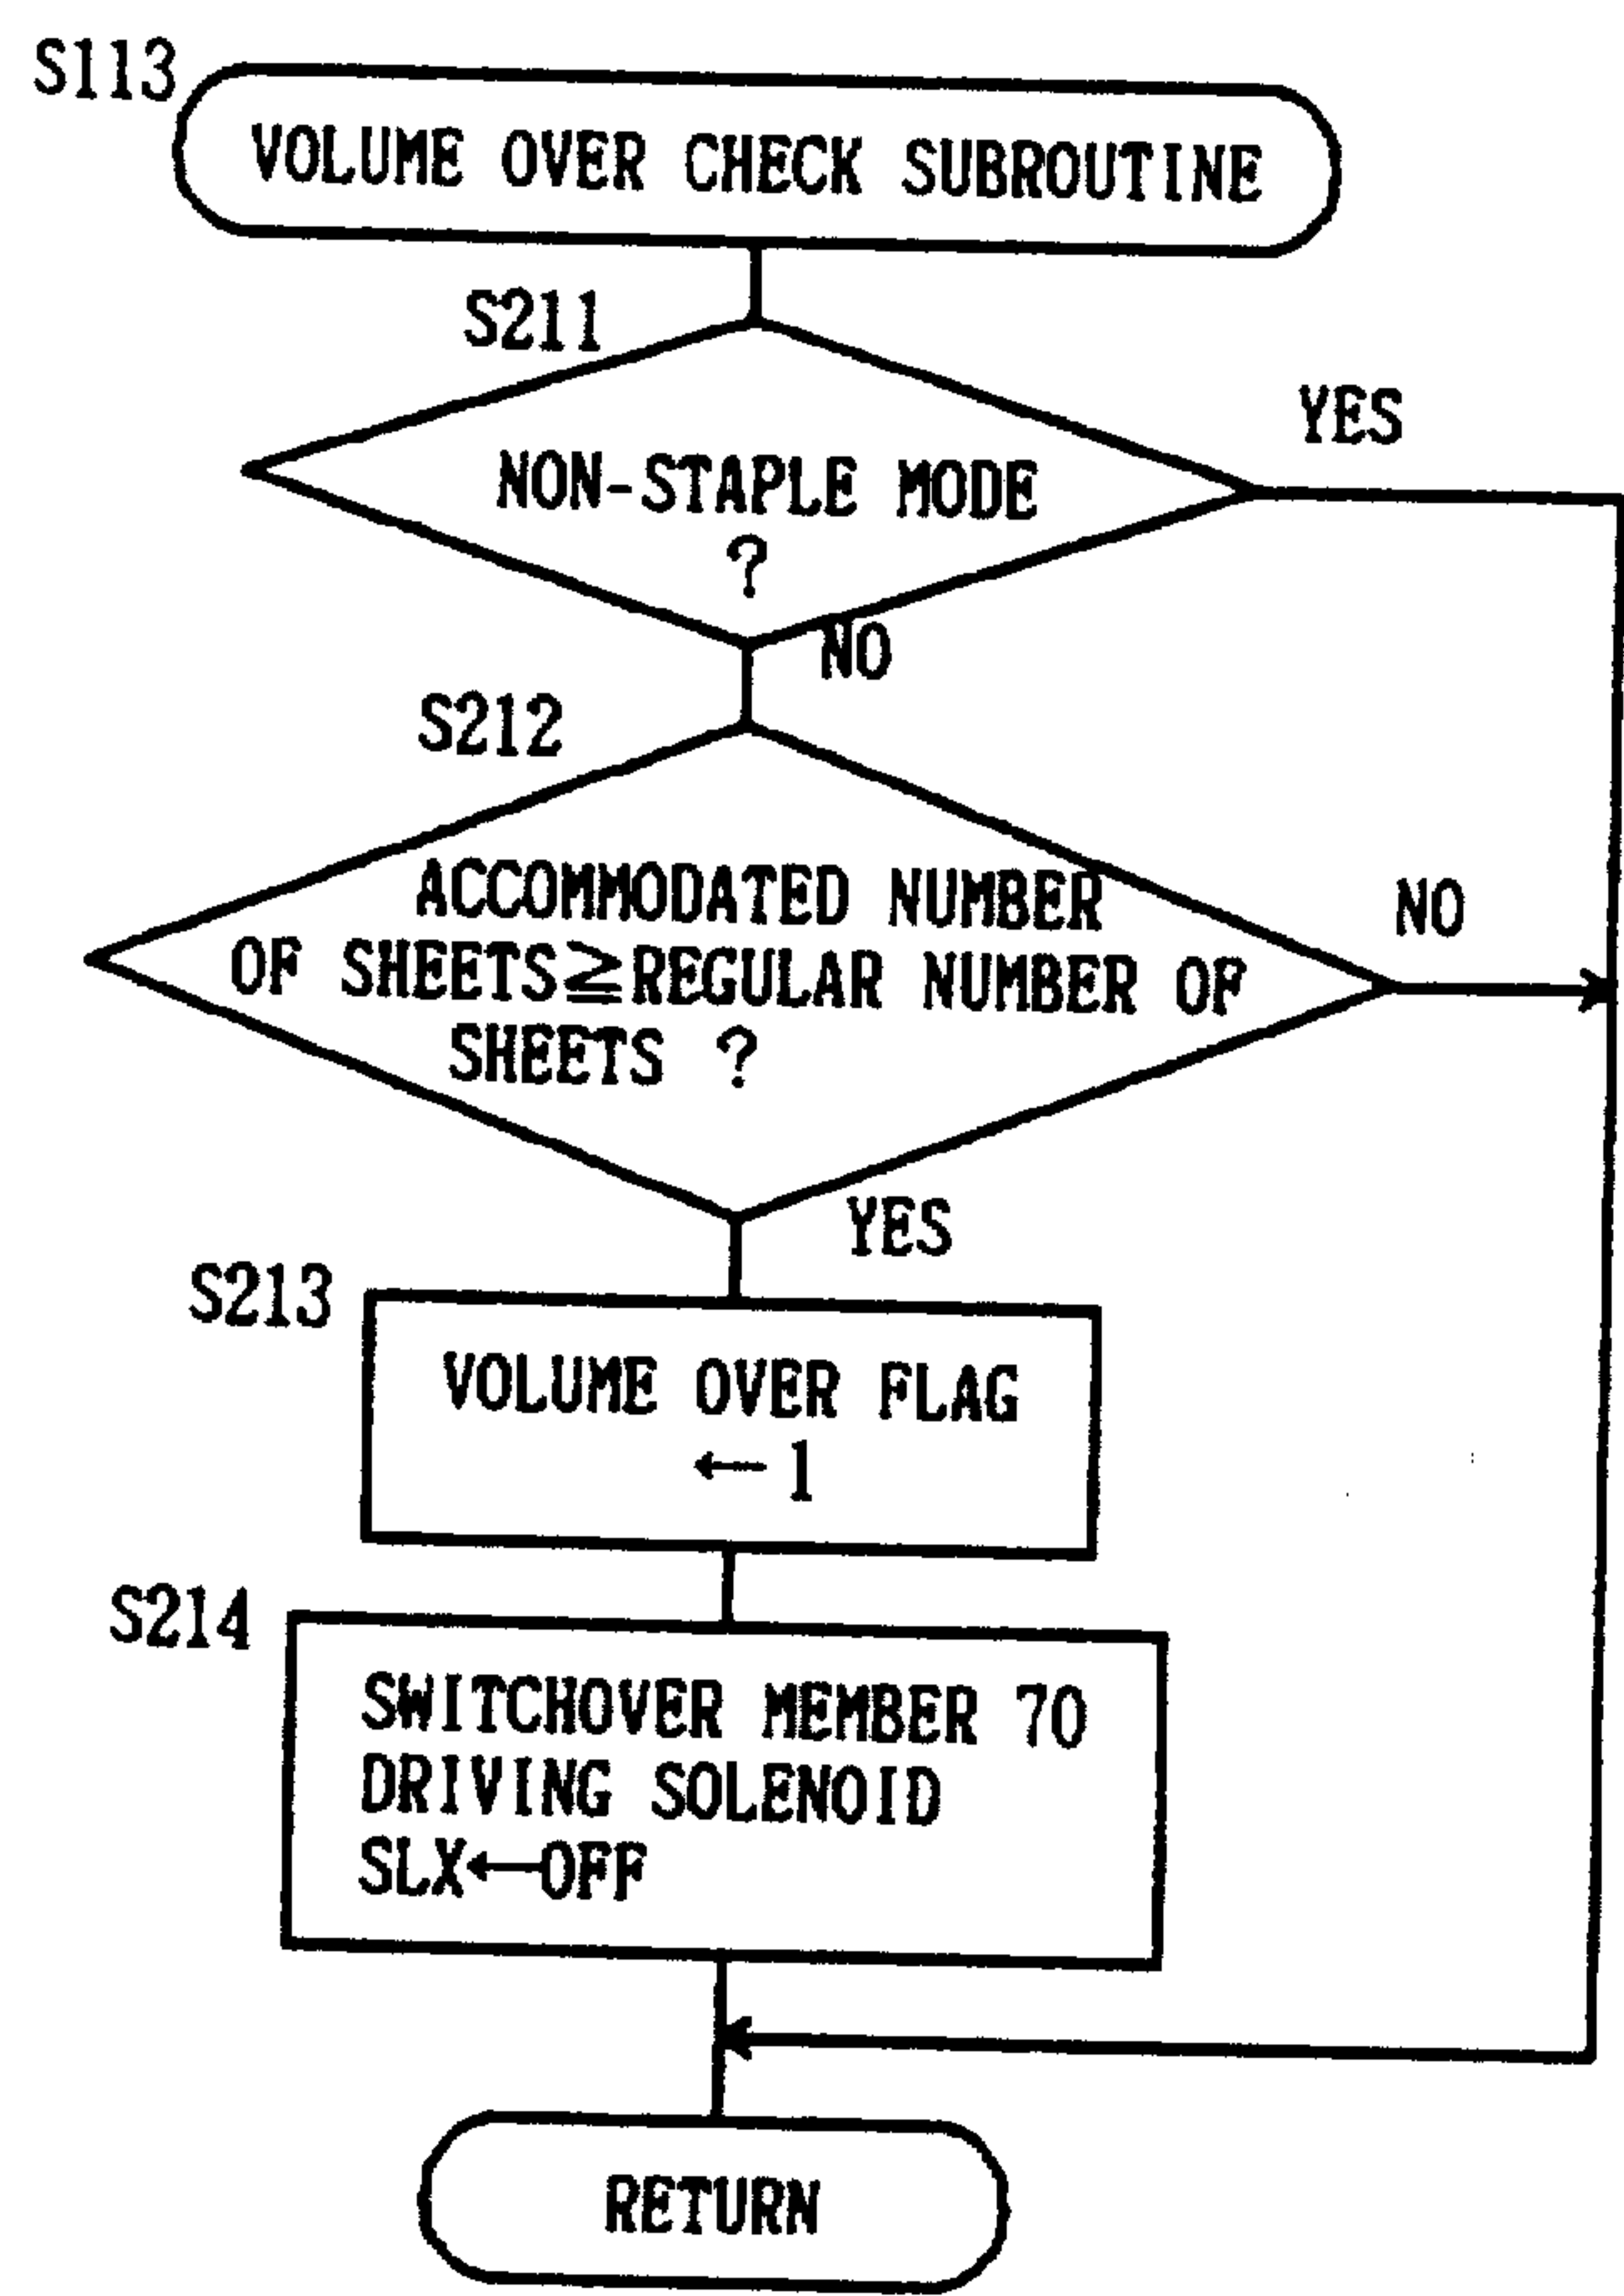 S113
VOLUME OVER CHECK SUBROUTINE
S211
YES
NON-STAPLE MODE
?
NO
S212
ACCOMMODATED NUMBER
NO
OF SHEETS≧REGULAR NUMBER OF
SHEETS ?
YES
S213
VOLUME OVER FLAG
←1
S214
SWITCHOVER MEMBER 70
DRIVING SOLENOID
SLX←OFF
RETURN